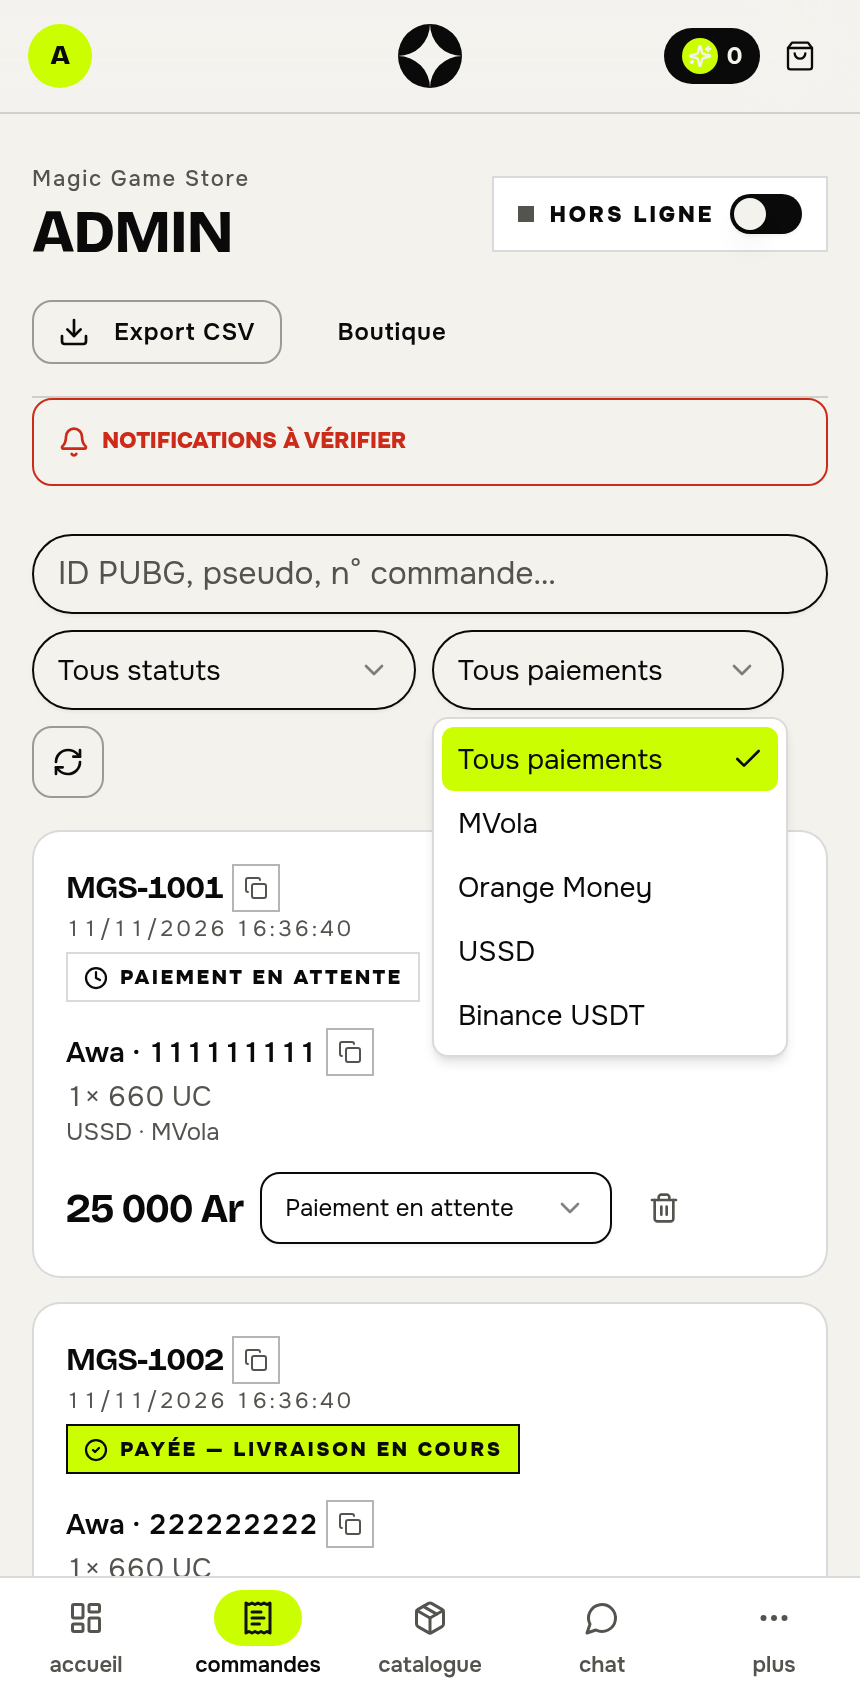 A
0
Magic Game Store
ADMIN
HORS LIGNE
Export CSV
Boutique
NOTIFICATIONS À VÉRIFIER
ID PUBG, pseudo, n° commande...
Tous statuts
Tous paiements
Tous paiements
MVola
Orange Money
USSD
Binance USDT
MGS-1001
11/11/2026 16:36:40
PAIEMENT EN ATTENTE
Awa · 111111111
1× 660 UC
USSD · MVola
25 000 Ar
Paiement en attente
MGS-1002
11/11/2026 16:36:40
PAYÉE — LIVRAISON EN COURS
Awa · 222222222
1× 660 UC
accueil
commandes
catalogue
chat
plus